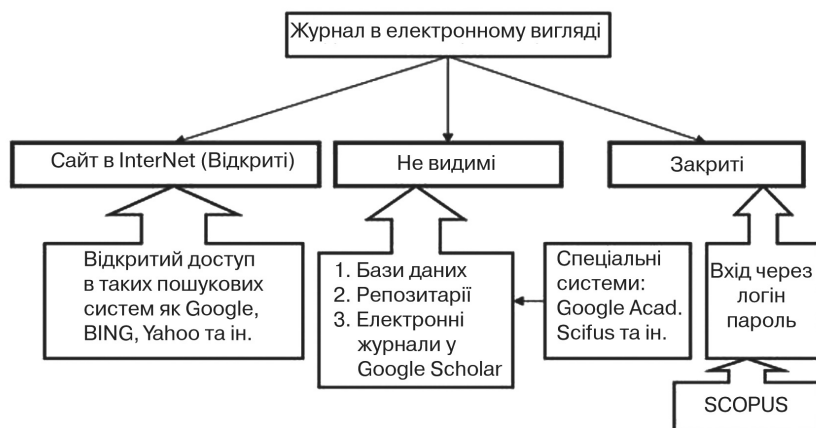 Журнал в електронному вигляді
Сайт в InterNet (Відкриті)
Не видимі
Закриті
Відкритий доступ
в таких пошукових
систем як Google,
BING, Yahoo та ін.
1. Бази даних
2. Репозитарії
3. Електронні
журнали у
Google Scholar
Спеціальні
системи:
Google Acad.
Scifus та ін.
Вхід через
логін
пароль
SCOPUS